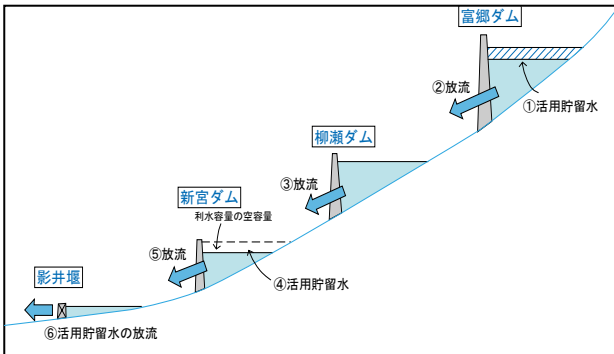 富郷ダム
②放流
①活用貯留水
柳瀬ダム
③放流
新宮ダム
利水容量の空容量
⑤放流
④活用貯留水
影井堰
⑥活用貯留水の放流